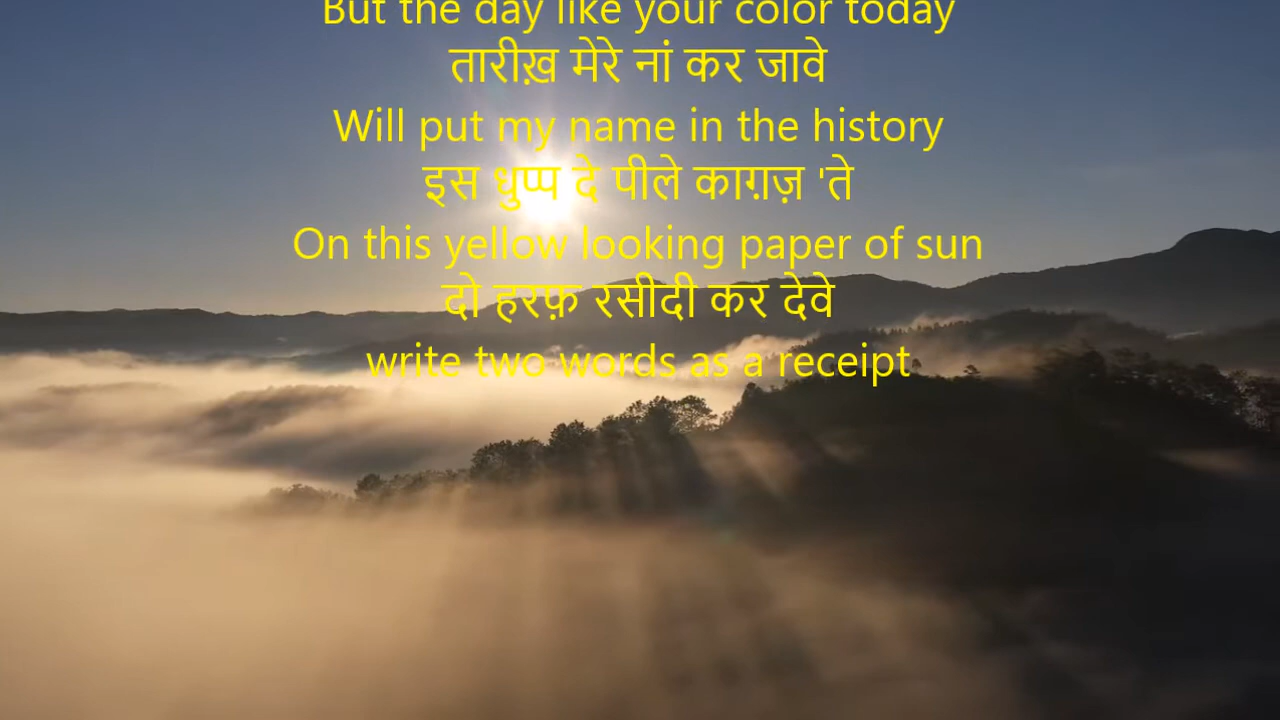 But the day like your color today
तारीख़ मेरे नां कर जावे
Will put my name in the history
इस धुप्प दे पीले काग़ज़ 'ते
On this yellow looking paper of sun
दो हरफ़ रसीदी कर देवे
write two words as a receipt